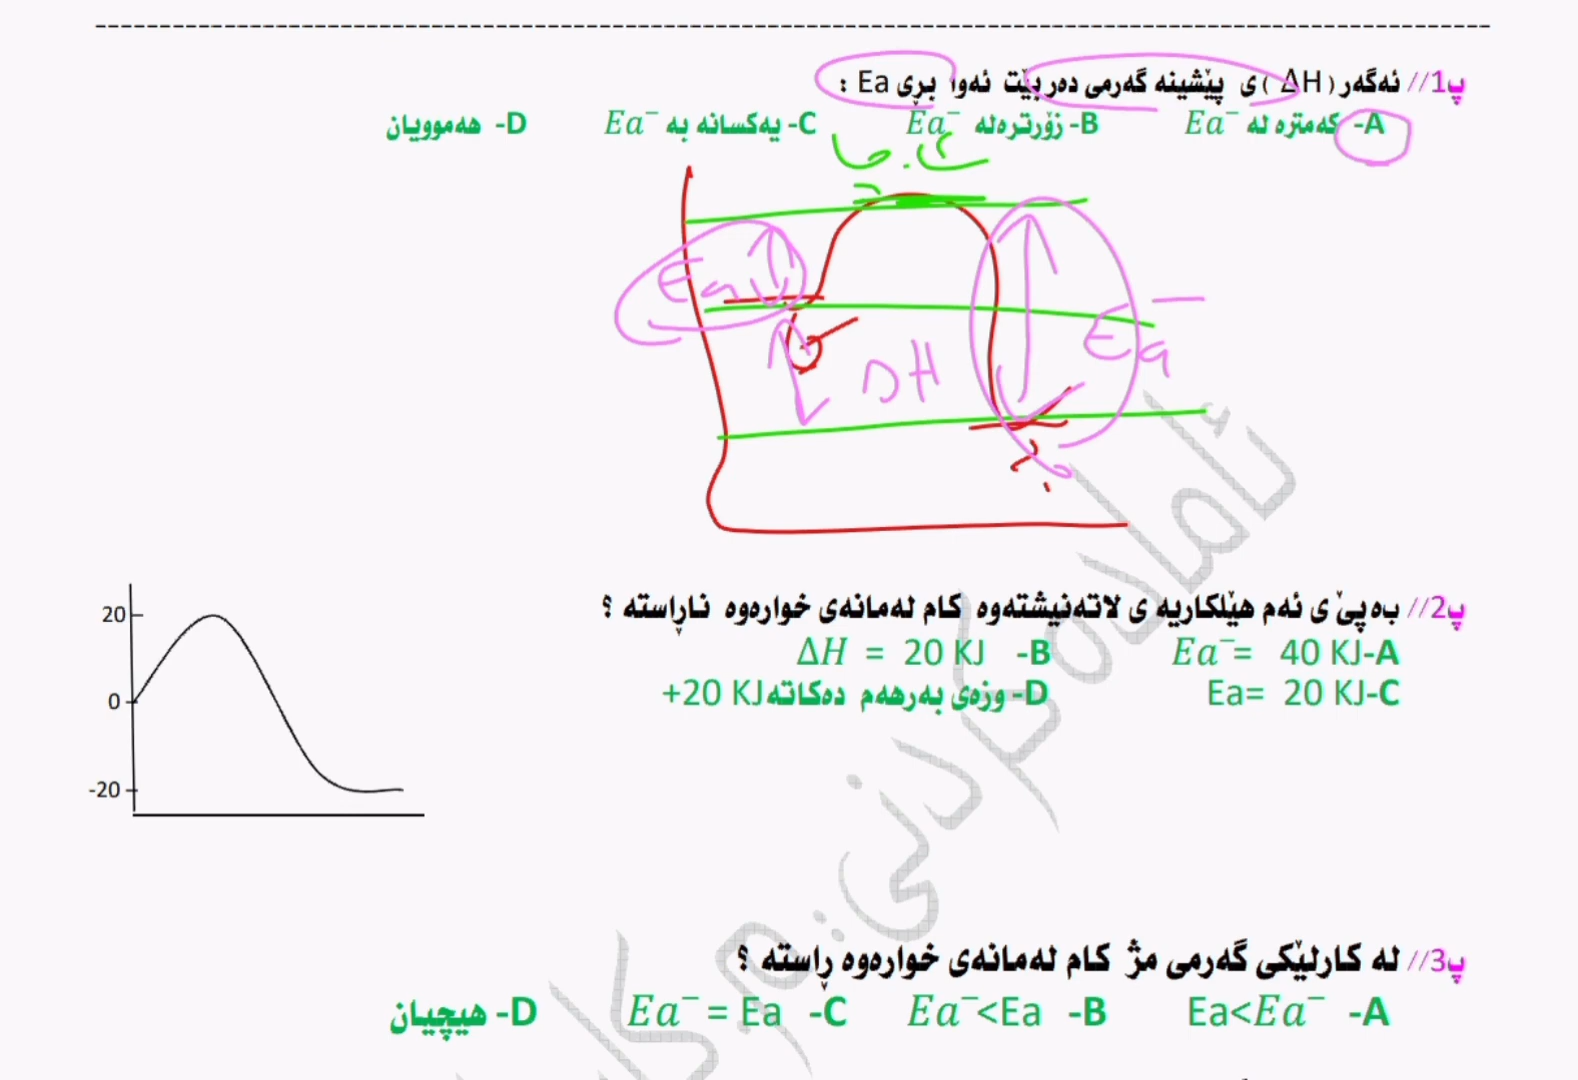 پ1// ئەگەر (ΔH) ی پێشینە گەرمی دەربێت ئەوا بڕی Ea :
A- کەمترە لە Ea⁻ B- زۆرترەلە Ea⁻ C- یەکسانە بە Ea⁻ D- هەموویان
Ea
ΔH
Ea⁻
پ2// بەپێ ی ئەم هێلکاریە ی لاتەنیشتەوە کام لەمانەی خوارەوە ناڕاستە ؟
A- Ea⁻= 40 KJ B- ΔH = 20 KJ
C- Ea= 20 KJ D- وزەی بەرهەم دەکاتە +20 KJ
20
0
-20
پ3// لە کارلێکی گەرمی مژ کام لەمانەی خوارەوە ڕاستە ؟
A- Ea<Ea⁻ B- Ea⁻<Ea C- Ea⁻ = Ea D- هیچیان
ئامادەکردنی: م. کا